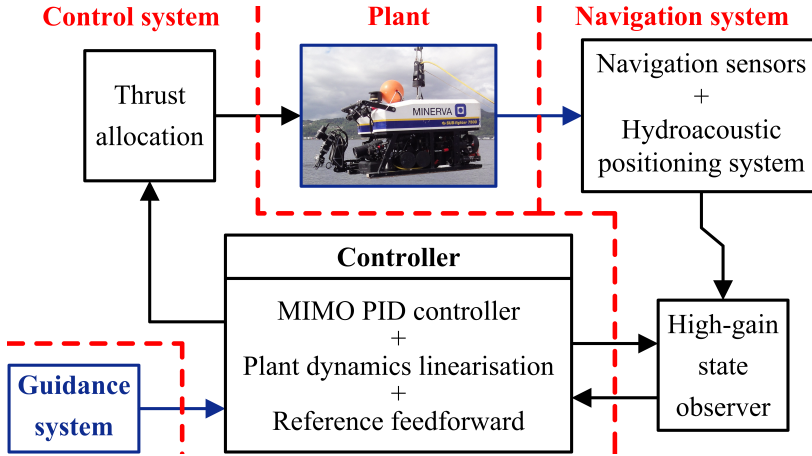 Control system
Plant
Navigation system
Thrust
allocation
MINERVA
Navigation sensors
+
Hydroacoustic
positioning system
Controller
MIMO PID controller
+
Plant dynamics linearisation
+
Reference feedforward
High-gain
state
observer
Guidance
system